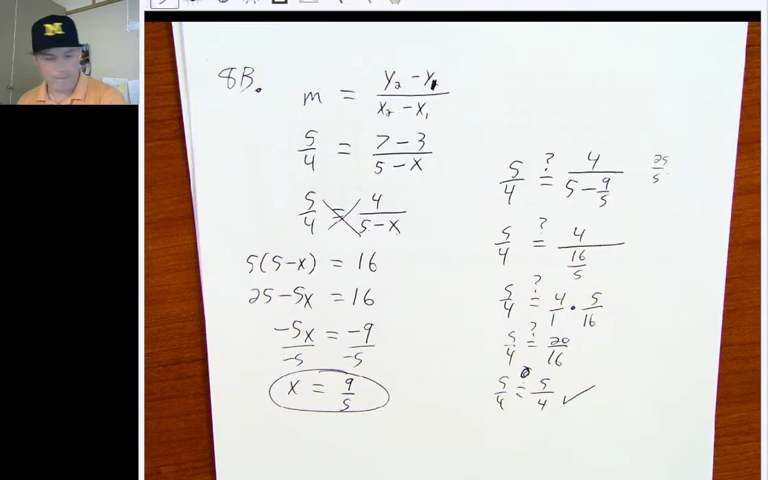 M
8B.
m = (y₂ - y₁)/(x₂ - x₁)
5/4 = (7 - 3)/(5 - x)
5/4 = 4/(5 - x)
5(5-x) = 16
25 - 5x = 16
-5x/-5 = -9/-5
x = 9/5
5/4 ≟ 4/(5 - 9/5) 25/5
5/4 ≟ 4/(16/5)
5/4 ≟ 4/1 • 5/16
5/4 ≟ 20/16
5/4 = 5/4 ✓